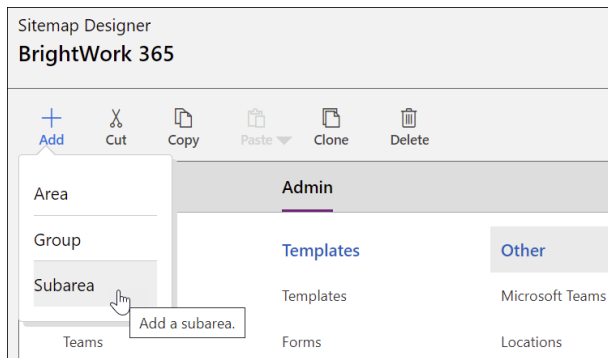 Sitemap Designer
BrightWork 365
Add Cut Copy Paste Clone Delete
Area
Admin
Group
Templates Other
Subarea
Templates Microsoft Teams
Add a subarea.
Teams Forms Locations